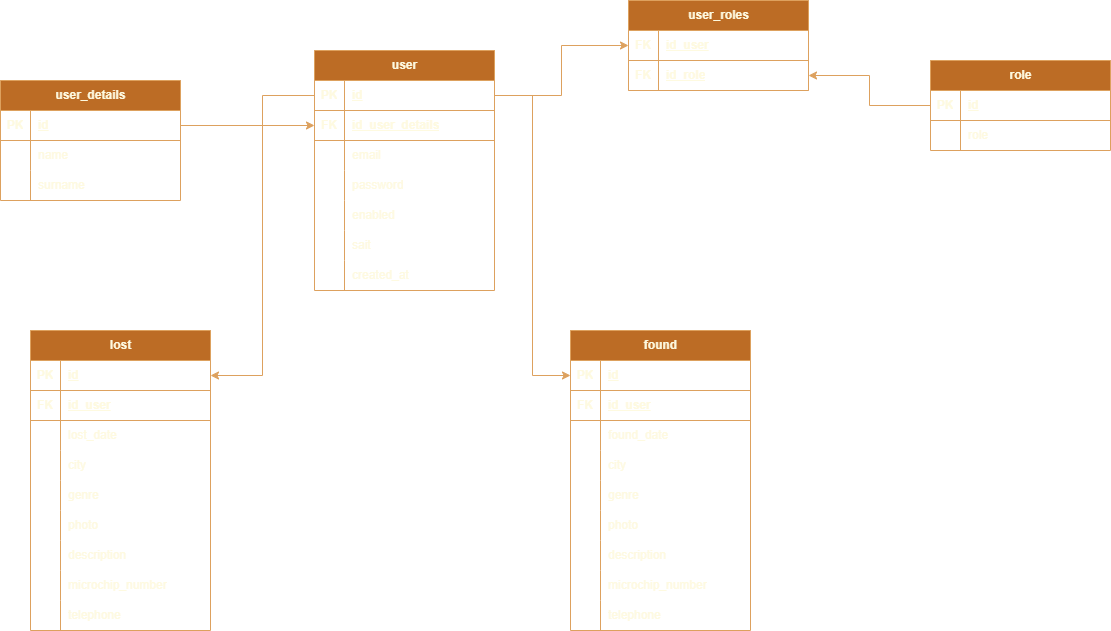 user_roles
FK id_user
FK id_role
user
PK id
FK id_user_details
email
password
enabled
salt
created_at
role
PK id
role
user_details
PK id
name
surname
lost
PK id
FK id_user
lost_date
city
genre
photo
description
microchip_number
telephone
found
PK id
FK id_user
found_date
city
genre
photo
description
microchip_number
telephone